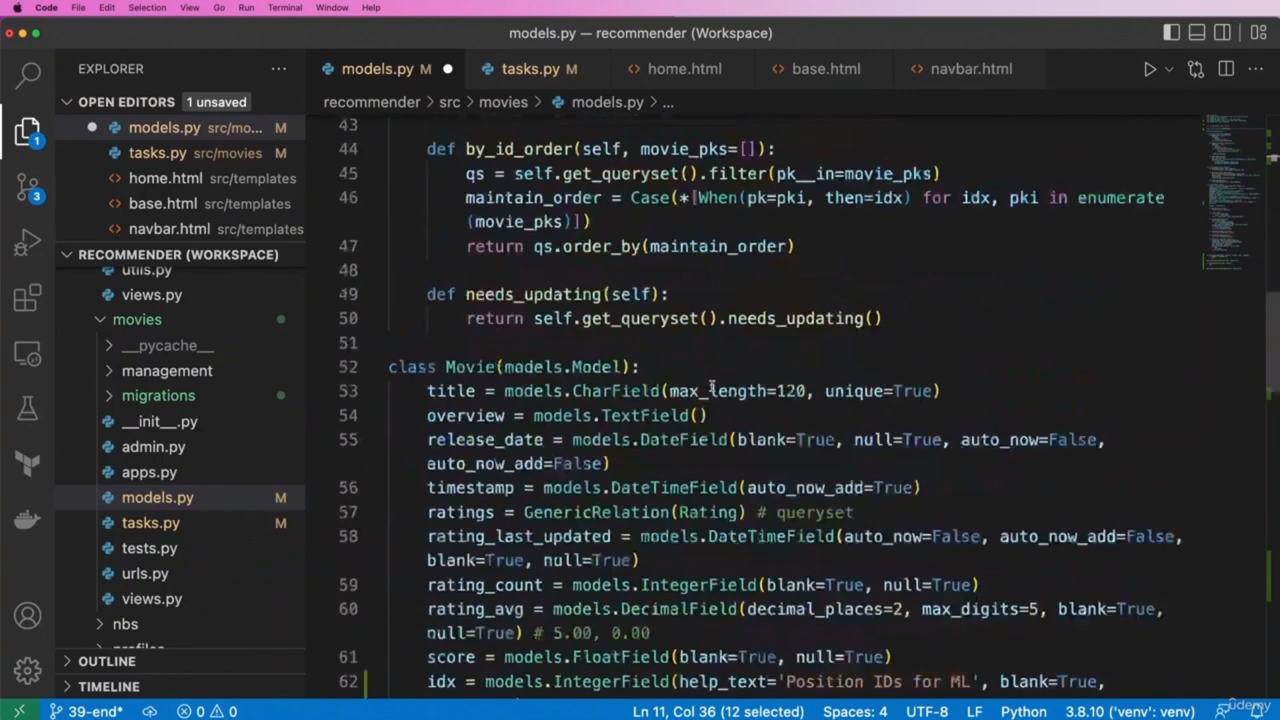 Code File Edit Selection View Go Run Terminal Window Help
models.py — recommender (Workspace)
EXPLORER
models.py M
tasks.py M
home.html
base.html
navbar.html
OPEN EDITORS 1 unsaved
recommender > src > movies > models.py > ...
models.py src/mo... M
tasks.py src/movies M
home.html src/templates
base.html src/templates
navbar.html src/templates
RECOMMENDER (WORKSPACE)
utils.py
views.py
movies
__pycache__
management
migrations
__init__.py
admin.py
apps.py
models.py M
tasks.py M
tests.py
urls.py
views.py
nbs
profiles
OUTLINE
TIMELINE
1
3
43
44 def by_id_order(self, movie_pks=[]):
45 qs = self.get_queryset().filter(pk__in=movie_pks)
46 maintain_order = Case(*[When(pk=pki, then=idx) for idx, pki in enumerate
(movie_pks)])
47 return qs.order_by(maintain_order)
48
49 def needs_updating(self):
50 return self.get_queryset().needs_updating()
51
52 class Movie(models.Model):
53 title = models.CharField(max_length=120, unique=True)
54 overview = models.TextField()
55 release_date = models.DateField(blank=True, null=True, auto_now=False,
auto_now_add=False)
56 timestamp = models.DateTimeField(auto_now_add=True)
57 ratings = GenericRelation(Rating) # queryset
58 rating_last_updated = models.DateTimeField(auto_now=False, auto_now_add=False,
blank=True, null=True)
59 rating_count = models.IntegerField(blank=True, null=True)
60 rating_avg = models.DecimalField(decimal_places=2, max_digits=5, blank=True,
null=True) # 5.00, 0.00
61 score = models.FloatField(blank=True, null=True)
62 idx = models.IntegerField(help_text='Position IDs for ML', blank=True,
39-end* 0 0 Ln 11, Col 36 (12 selected) Spaces: 4 UTF-8 LF Python 3.8.10 ('venv': venv)
ûdemy